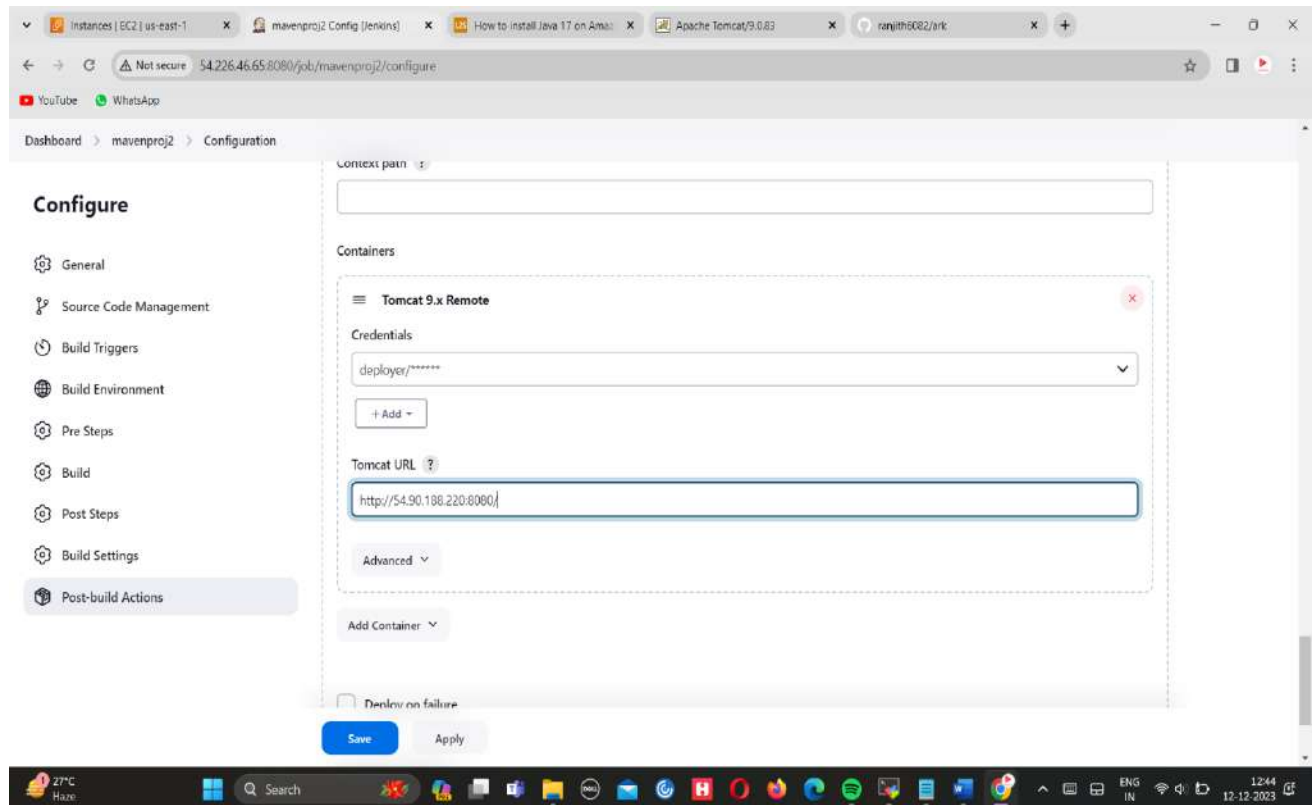 Instances | EC2 | us-east-1
mavenproj2 Config [Jenkins]
How to install Java 17 on Amaz
Apache Tomcat/9.0.83
ranjith6082/ark
Not secure 54.226.46.65:8080/job/mavenproj2/configure
YouTube WhatsApp
Dashboard > mavenproj2 > Configuration
Configure
General
Source Code Management
Build Triggers
Build Environment
Pre Steps
Build
Post Steps
Build Settings
Post-build Actions
Context path ?
Containers
Tomcat 9.x Remote
Credentials
deployer/******
+ Add
Tomcat URL ?
http://54.90.188.220:8080/
Advanced
Add Container
Deploy on failure
Save Apply
1
27°C
Haze
Search
DELL
H
ENG
IN
12:44
12-12-2023